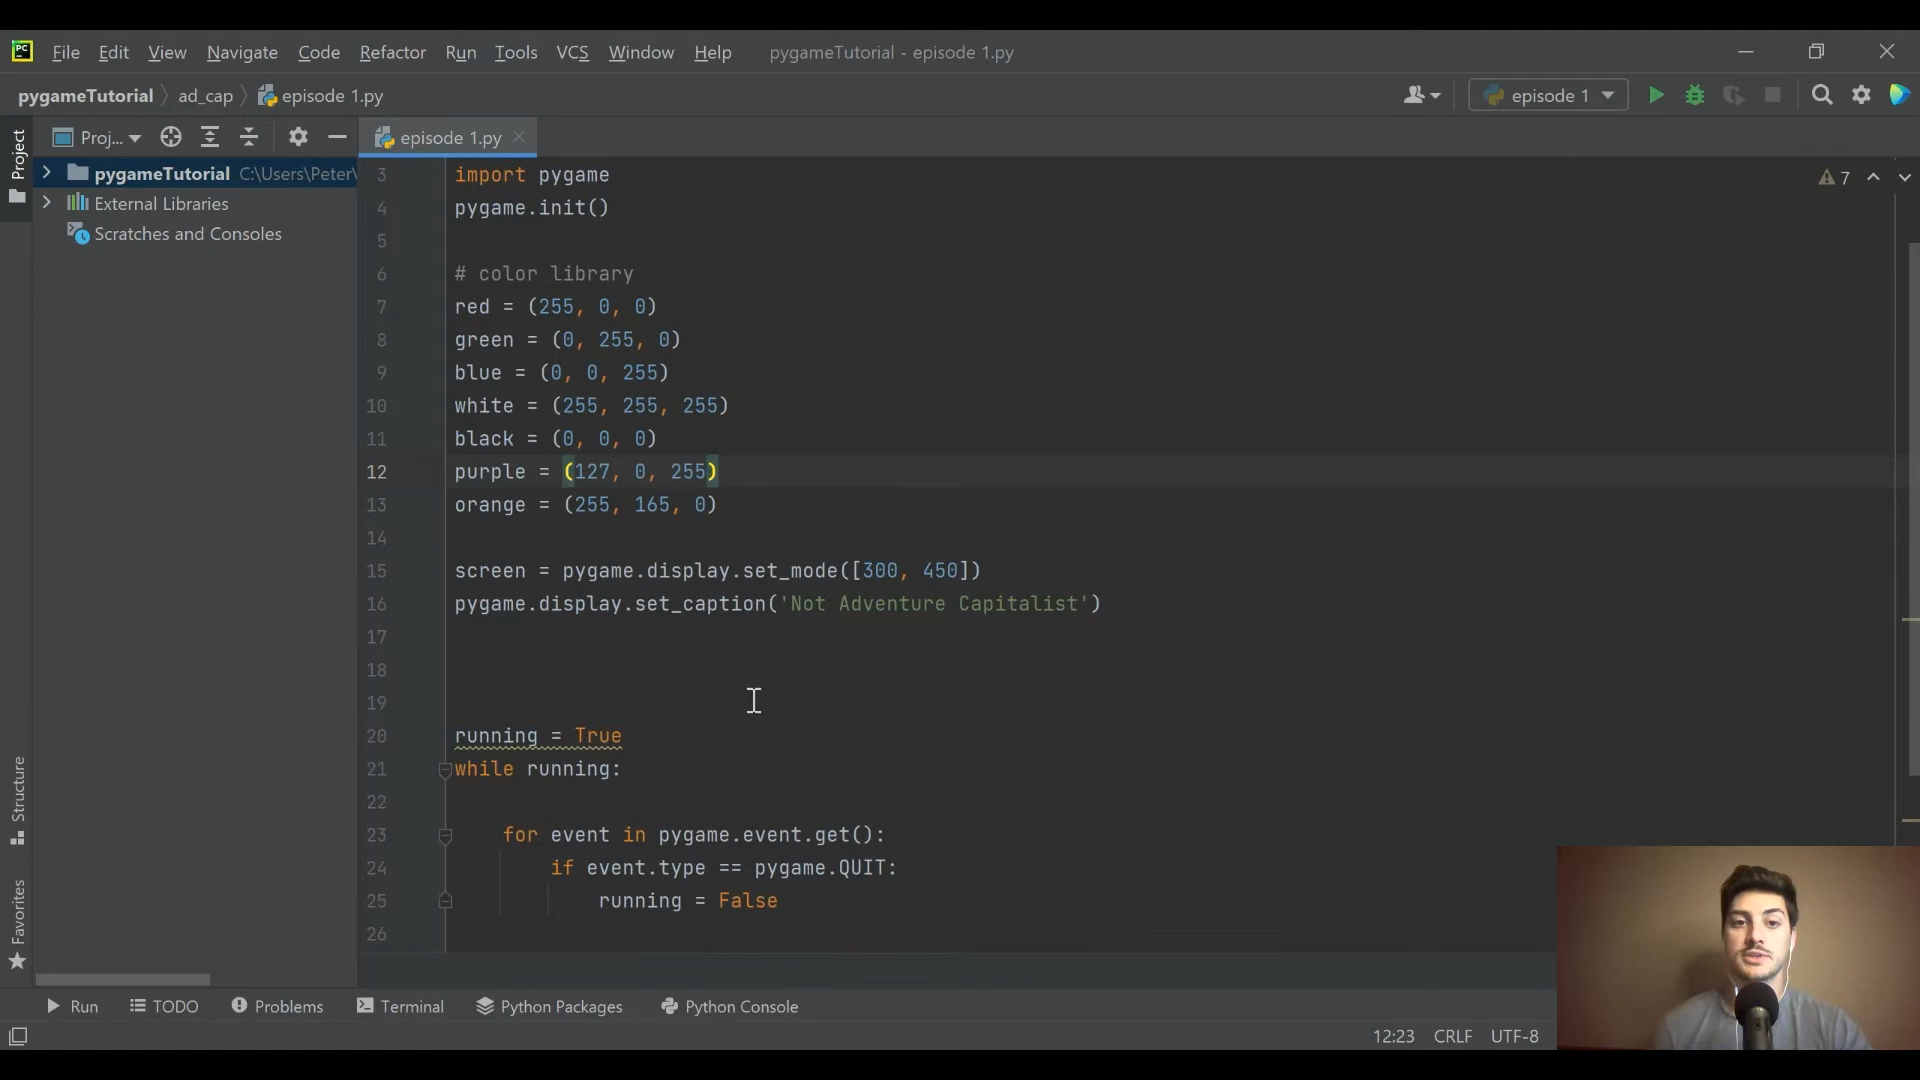 PC File Edit View Navigate Code Refactor Run Tools VCS Window Help pygameTutorial - episode 1.py
pygameTutorial ad_cap episode 1.py episode 1
Project
Proj... episode 1.py
pygameTutorial C:\Users\Peter\
External Libraries
Scratches and Consoles
7
3 import pygame
4 pygame.init()
5
6 # color library
7 red = (255, 0, 0)
8 green = (0, 255, 0)
9 blue = (0, 0, 255)
10 white = (255, 255, 255)
11 black = (0, 0, 0)
12 purple = (127, 0, 255)
13 orange = (255, 165, 0)
14
15 screen = pygame.display.set_mode([300, 450])
16 pygame.display.set_caption('Not Adventure Capitalist')
17
18
19
20 running = True
21 while running:
22
23 for event in pygame.event.get():
24 if event.type == pygame.QUIT:
25 running = False
26
Structure
Favorites
Run TODO Problems Terminal Python Packages Python Console
12:23 CRLF UTF-8